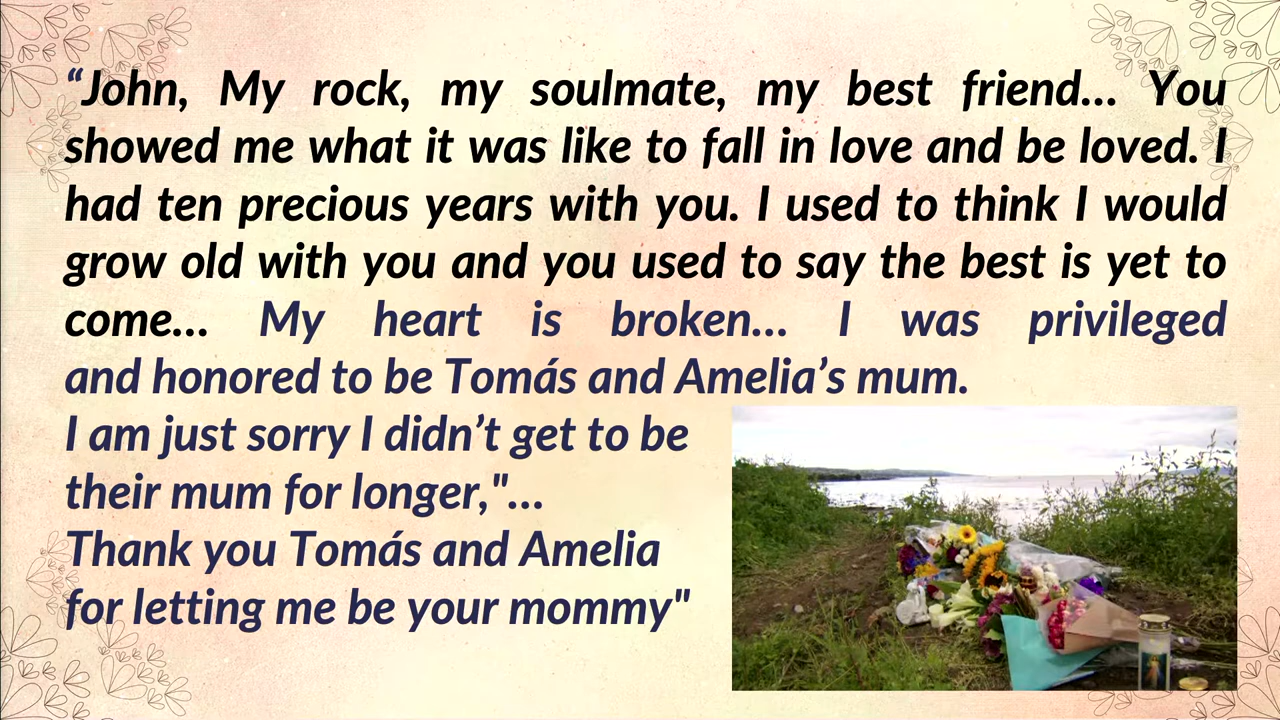 “John, My rock, my soulmate, my best friend... You
showed me what it was like to fall in love and be loved. I
had ten precious years with you. I used to think I would
grow old with you and you used to say the best is yet to
come... My heart is broken... I was privileged
and honored to be Tomás and Amelia’s mum.
I am just sorry I didn’t get to be
their mum for longer,"...
Thank you Tomás and Amelia
for letting me be your mommy"